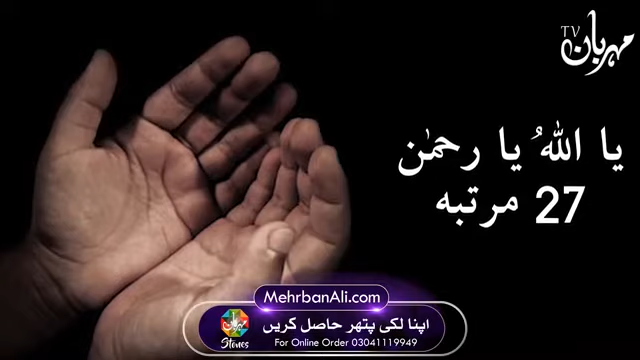 مہربان TV
یا اللہُ یا رحمٰن
27 مرتبہ
MehrbanAli.com
مہربان
Stones
اپنا لکی پتھر حاصل کریں
For Online Order 03041119949